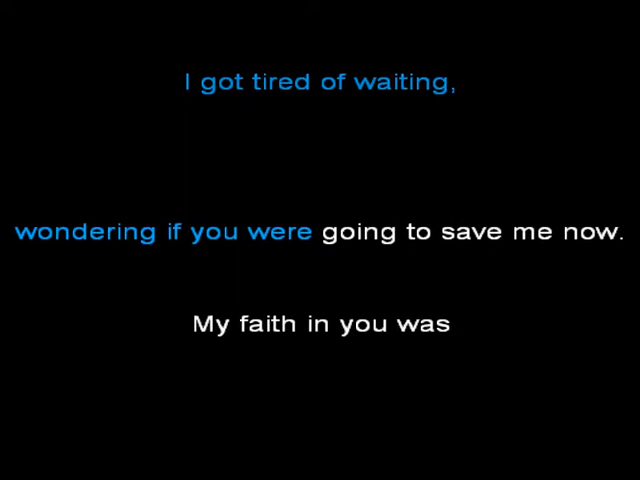 I got tired of waiting,
wondering if you were going to save me now.
My faith in you was